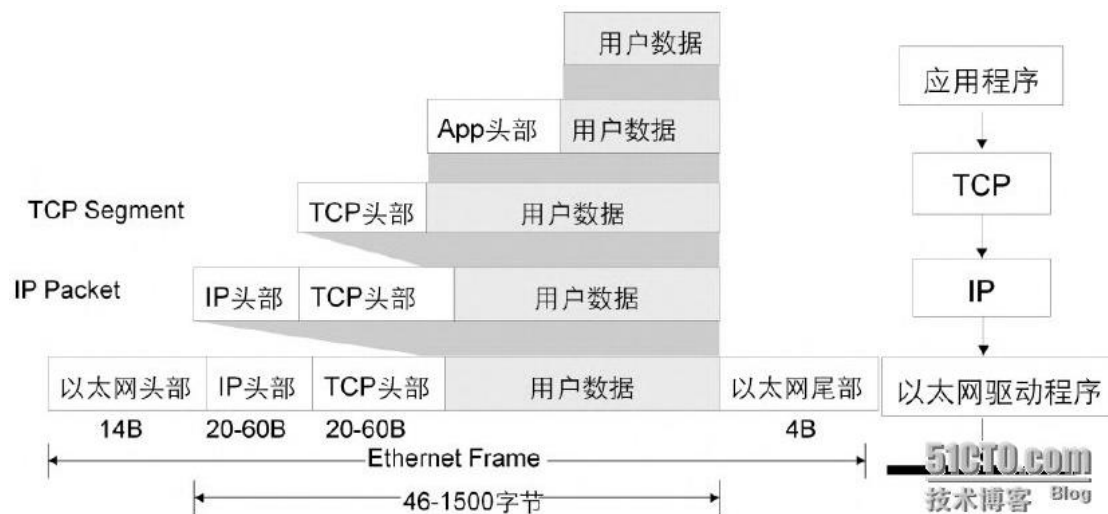 用户数据
应用程序
App头部 用户数据
TCP
TCP Segment TCP头部 用户数据
IP Packet IP头部 TCP头部 用户数据
IP
以太网头部 IP头部 TCP头部 用户数据 以太网尾部 以太网驱动程序
14B 20-60B 20-60B 4B
Ethernet Frame
46-1500字节
51CTO.com
技术博客 Blog